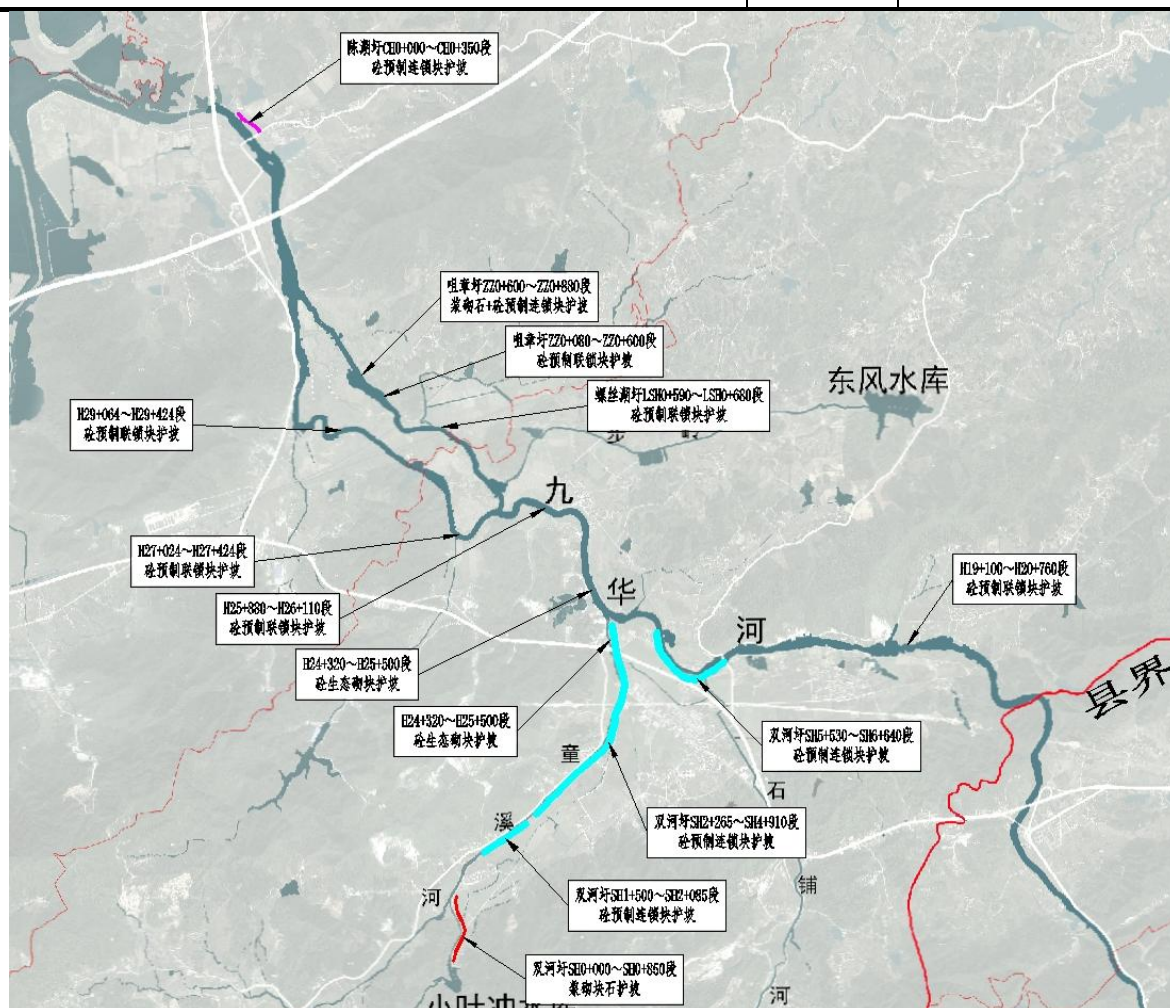 陈湖圩CH0+000～CH0+350段
砼预制连锁块护坡
咀章圩ZZ0+600～ZZ0+880段
浆砌石+砼预制连锁块护坡
咀章圩ZZ0+080～ZZ0+600段
砼预制联锁块护坡
螺丝湖圩LSH0+590～LSH0+680段
砼预制联锁块护坡
东风水库
H29+064～H29+424段
砼预制联锁块护坡
九
H27+024～H27+424段
砼预制联锁块护坡
H19+100～H20+760段
砼预制联锁块护坡
H25+880～H26+110段
砼预制联锁块护坡
华
河
H24+320～H25+500段
砼生态砌块护坡
县界
H24+320～H25+500段
砼生态砌块护坡
双河圩SH5+530～SH6+640段
砼预制连锁块护坡
童
石
溪
双河圩SH2+265～SH4+910段
砼预制连锁块护坡
铺
河
双河圩SH1+500～SH2+085段
砼预制连锁块护坡
双河圩SH0+000～SH0+850段
浆砌块石护坡
河